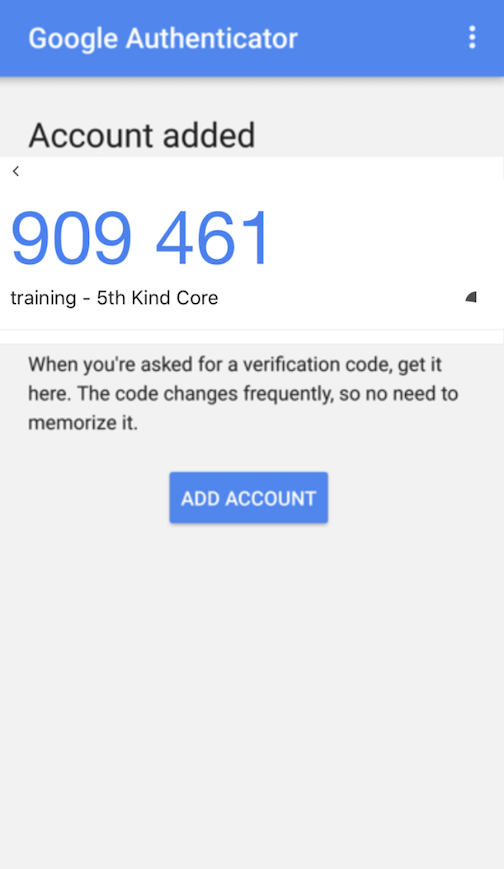 Google Authenticator
Account added
909 461
training - 5th Kind Core
When you're asked for a verification code, get it
here. The code changes frequently, so no need to
memorize it.
ADD ACCOUNT